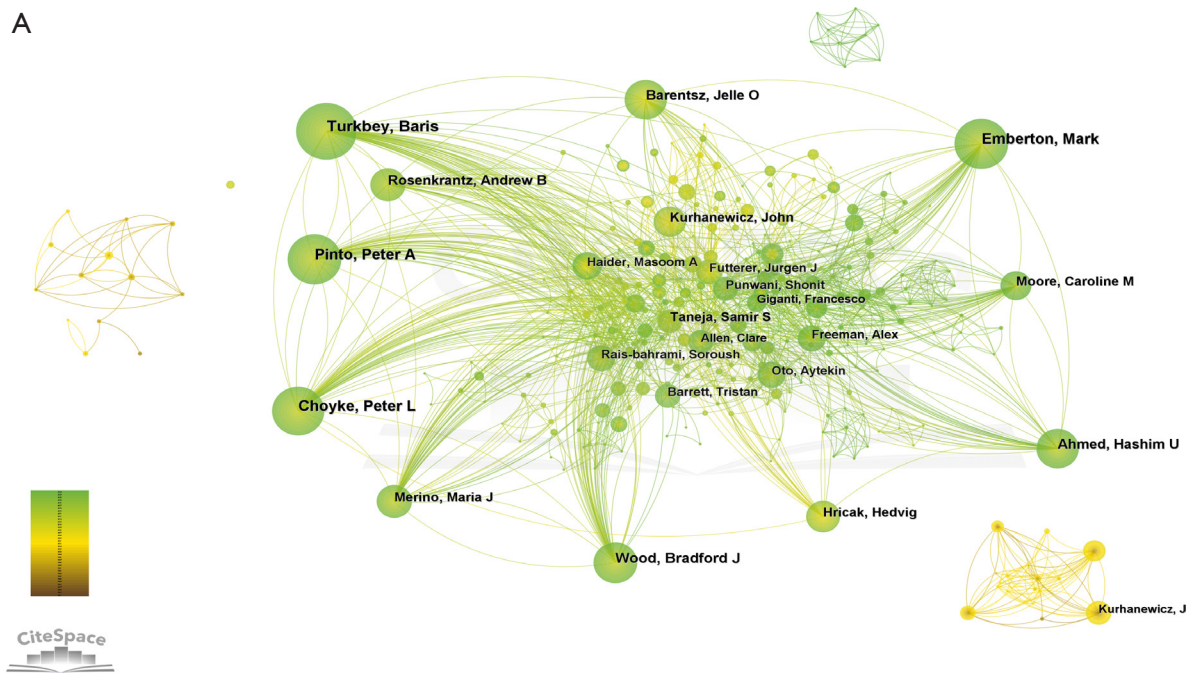 A
Barentsz, Jelle O
Turkbey, Baris
Emberton, Mark
Rosenkrantz, Andrew B
Kurhanewicz, John
Pinto, Peter A
Haider, Masoom A
Futterer, Jurgen J
Punwani, Shonit
Giganti, Francesco
Moore, Caroline M
Taneja, Samir S
Allen, Clare
Freeman, Alex
Rais-bahrami, Soroush
Oto, Aytekin
Barrett, Tristan
Choyke, Peter L
Ahmed, Hashim U
Merino, Maria J
Hricak, Hedvig
Wood, Bradford J
Kurhanewicz, J
CiteSpace